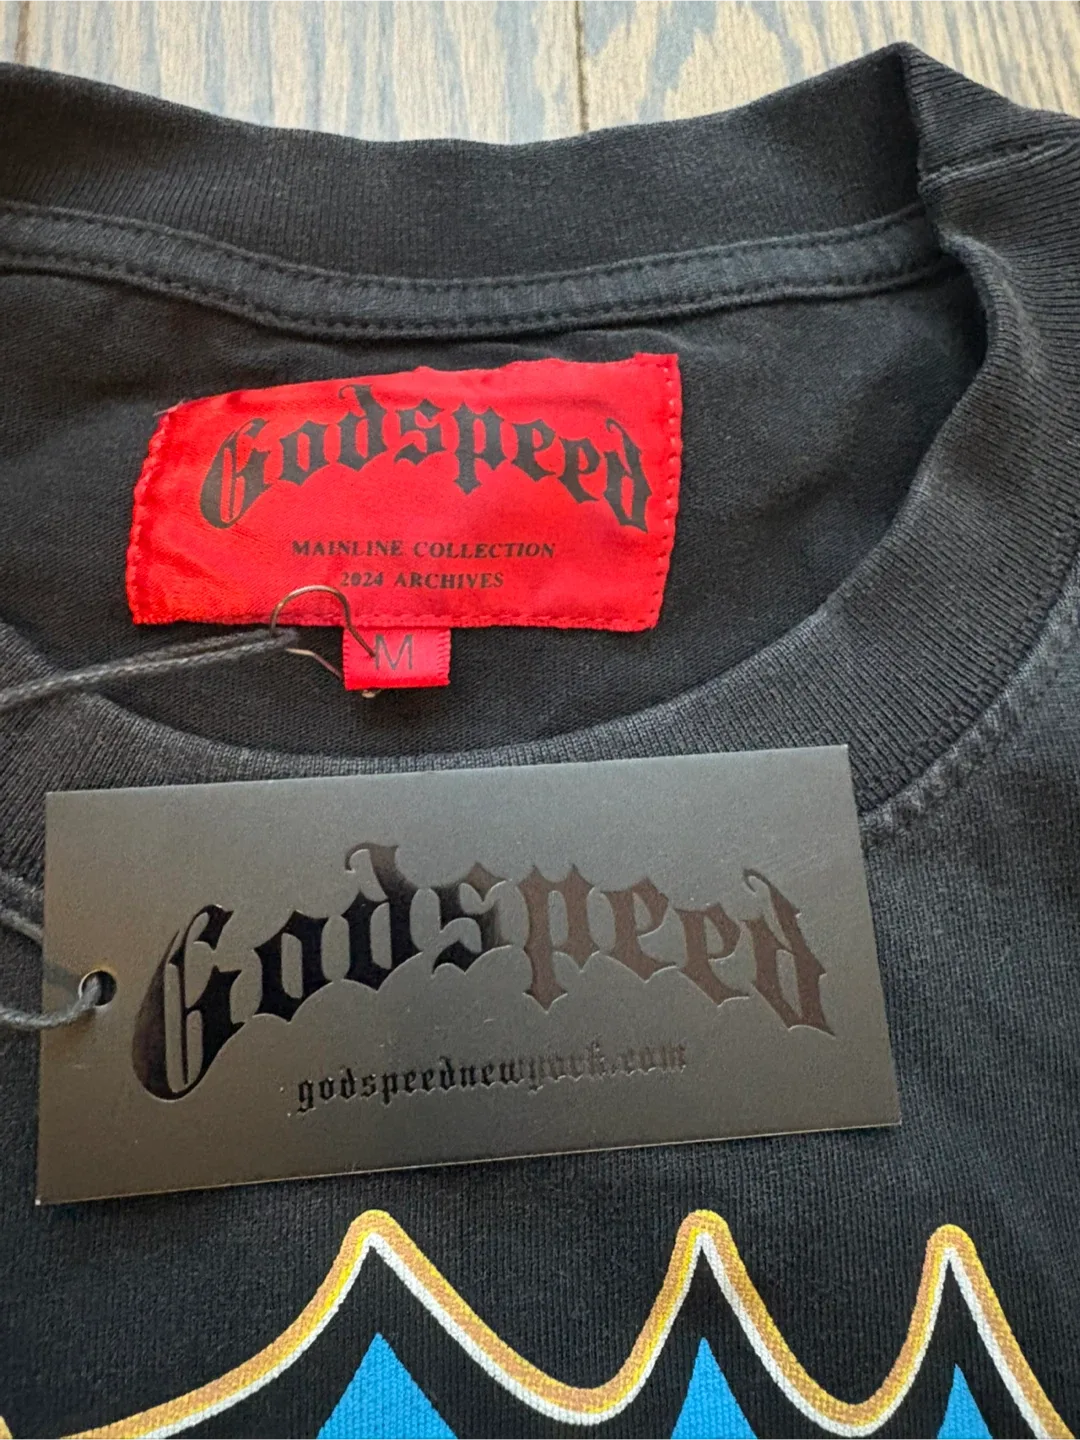 Godspeed
MAINLINE COLLECTION
2024 ARCHIVES
M
Godspeed
godspeednewyork.com